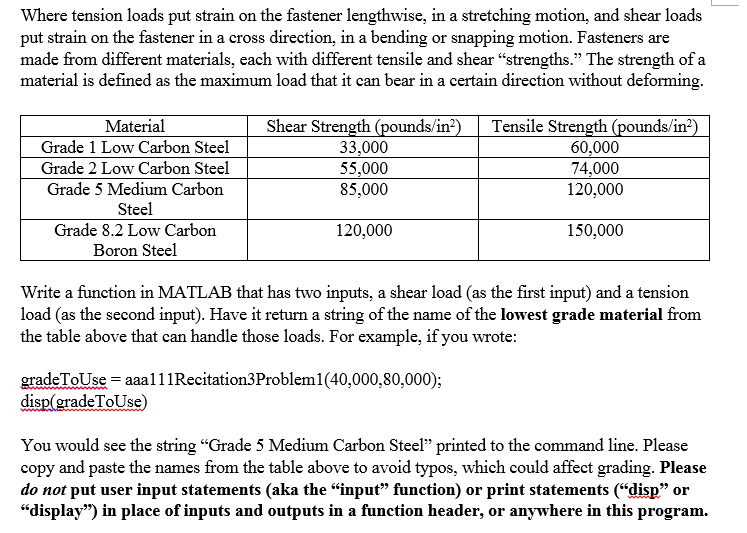 Where tension loads put strain on the fastener lengthwise, in a stretching motion, and shear loads
put strain on the fastener in a cross direction, in a bending or snapping motion. Fasteners are
made from different materials, each with different tensile and shear “strengths.” The strength of a
material is defined as the maximum load that it can bear in a certain direction without deforming.
Material Shear Strength (pounds/in²) Tensile Strength (pounds/in²)
Grade 1 Low Carbon Steel 33,000 60,000
Grade 2 Low Carbon Steel 55,000 74,000
Grade 5 Medium Carbon 85,000 120,000
Steel
Grade 8.2 Low Carbon 120,000 150,000
Boron Steel
Write a function in MATLAB that has two inputs, a shear load (as the first input) and a tension
load (as the second input). Have it return a string of the name of the lowest grade material from
the table above that can handle those loads. For example, if you wrote:
gradeToUse = aaa111Recitation3Problem1(40,000,80,000);
disp(gradeToUse)
You would see the string “Grade 5 Medium Carbon Steel” printed to the command line. Please
copy and paste the names from the table above to avoid typos, which could affect grading. Please
do not put user input statements (aka the “input” function) or print statements (“disp” or
“display”) in place of inputs and outputs in a function header, or anywhere in this program.